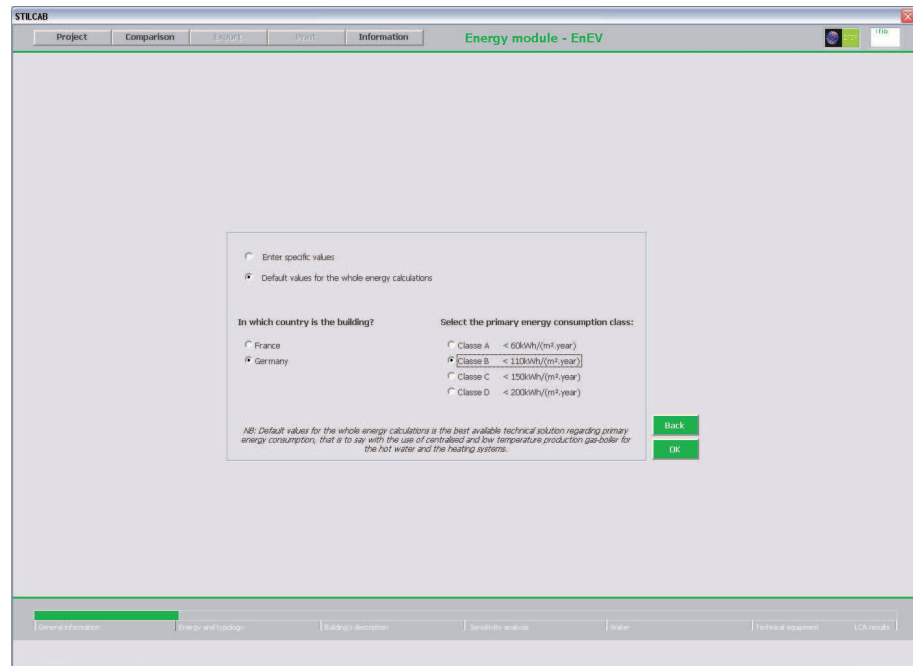 STILCAB
Project Comparison Export Print Information Energy module - EnEV
ifib
Enter specific values
Default values for the whole energy calculations
In which country is the building? Select the primary energy consumption class:
France Classe A < 60kWh/(m².year)
Germany Classe B < 110kWh/(m².year)
Classe C < 150kWh/(m².year)
Classe D < 200kWh/(m².year)
NB: Default values for the whole energy calculations is the best available technical solution regarding primary
energy consumption, that is to say with the use of centralised and low temperature production gas-boiler for
the hot water and the heating systems.
Back
OK
General information Energy and typology Building's description Sensitivity analysis Water Technical equipment LCA results